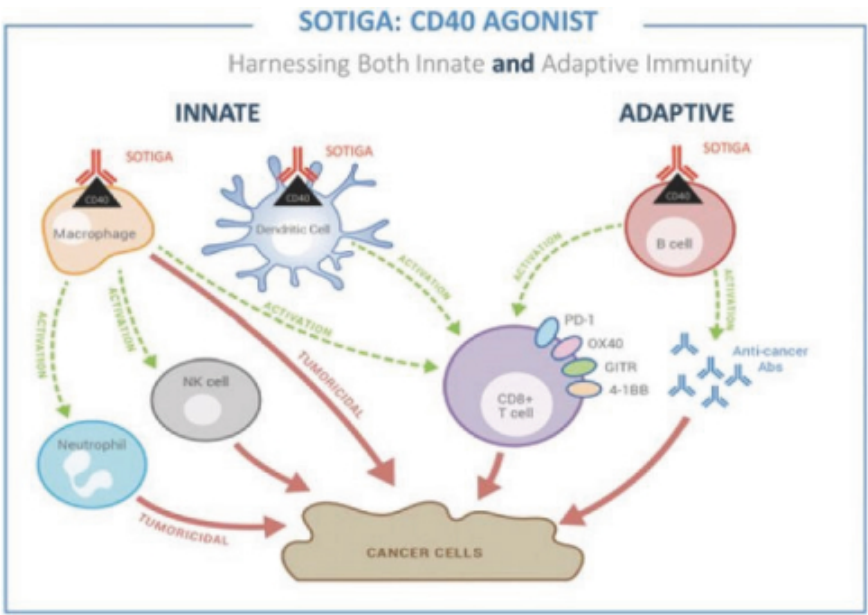 SOTIGA: CD40 AGONIST
Harnessing Both Innate and Adaptive Immunity
INNATE
ADAPTIVE
SOTIGA
SOTIGA
SOTIGA
CD40
CD40
CD40
Macrophage
Dendritic Cell
B cell
ACTIVATION
ACTIVATION
ACTIVATION
ACTIVATION
ACTIVATION
ACTIVATION
TUMORICIDAL
PD-1
OX40
GITR
4-1BB
Anti-cancer
Abs
NK cell
CD8+
T cell
Neutrophil
TUMORICIDAL
CANCER CELLS